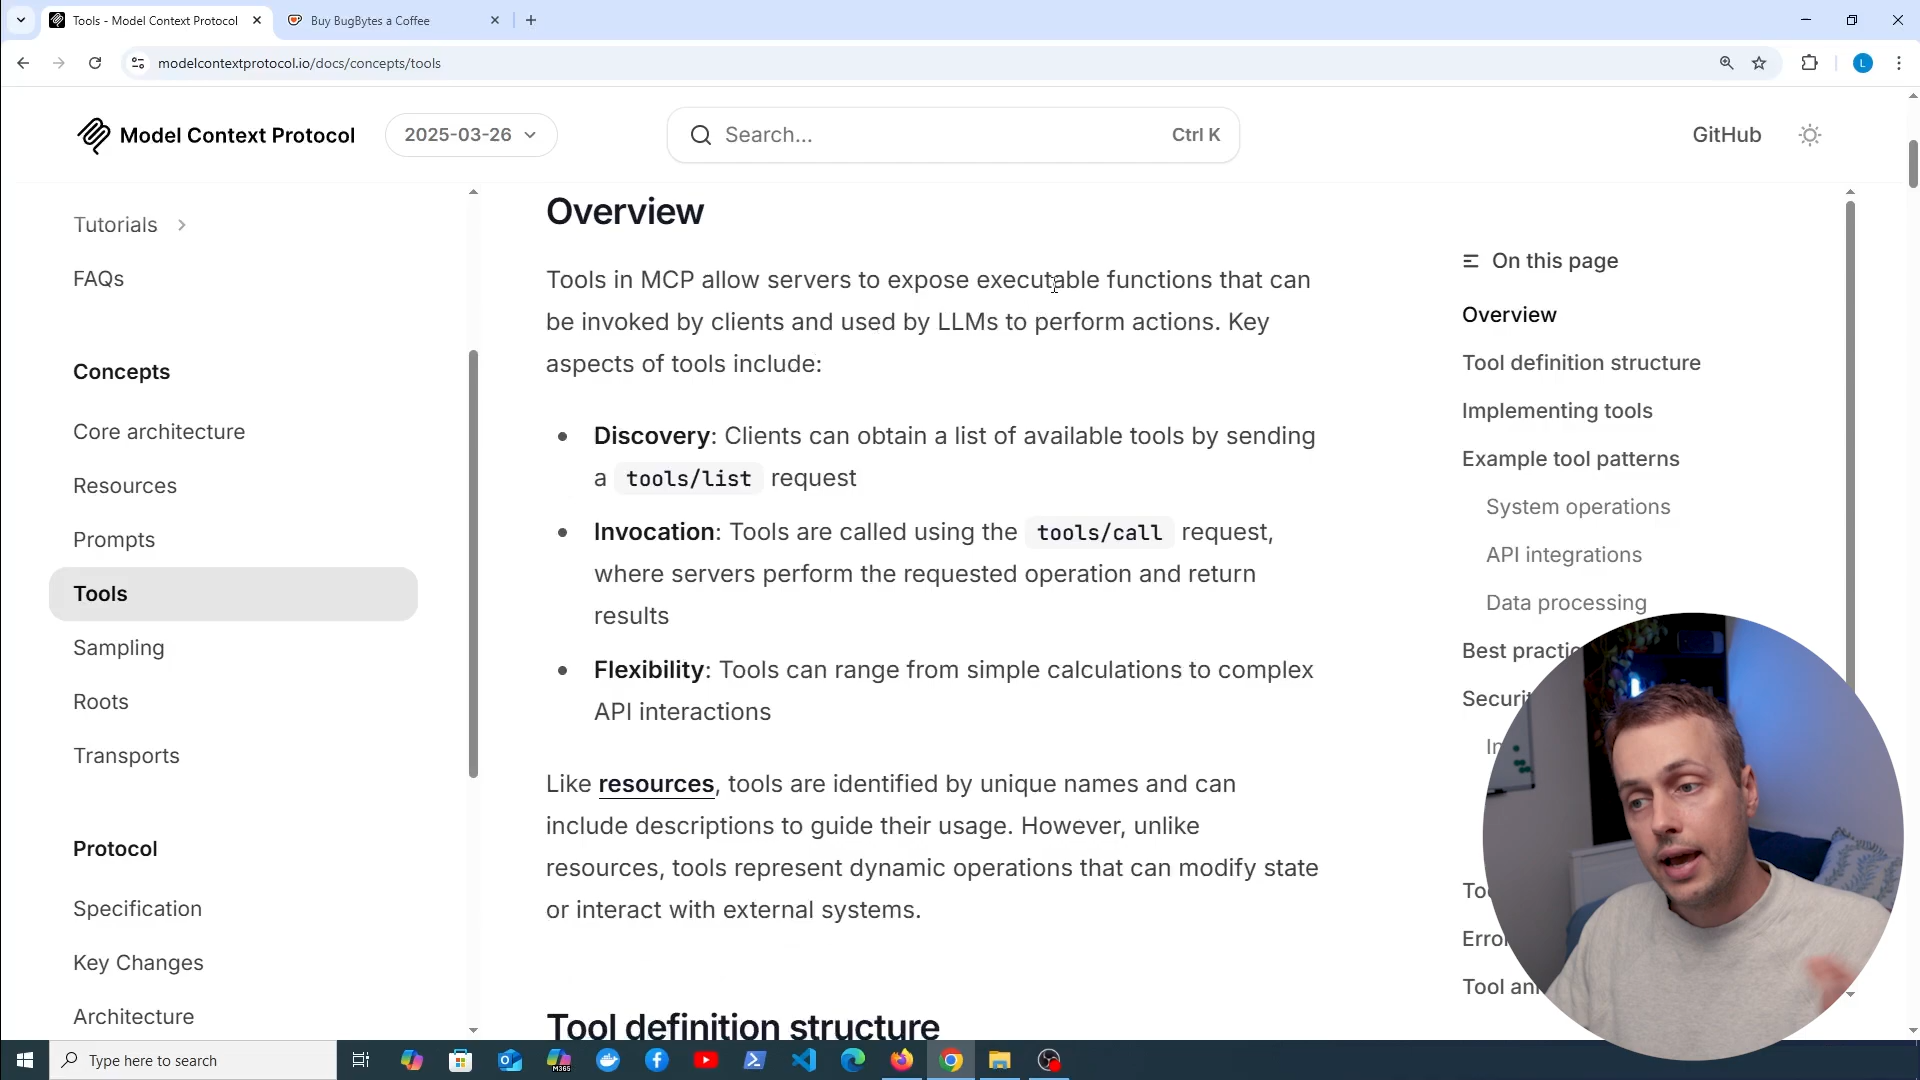 Tools - Model Context Protocol
Buy BugBytes a Coffee
modelcontextprotocol.io/docs/concepts/tools
L
Model Context Protocol
2025-03-26
Search...
Ctrl K
GitHub
Tutorials
FAQs
Concepts
Core architecture
Resources
Prompts
Tools
Sampling
Roots
Transports
Protocol
Specification
Key Changes
Architecture
Overview
Tools in MCP allow servers to expose executable functions that can
be invoked by clients and used by LLMs to perform actions. Key
aspects of tools include:
Discovery: Clients can obtain a list of available tools by sending
a tools/list request
Invocation: Tools are called using the tools/call request,
where servers perform the requested operation and return
results
Flexibility: Tools can range from simple calculations to complex
API interactions
Like resources, tools are identified by unique names and can
include descriptions to guide their usage. However, unlike
resources, tools represent dynamic operations that can modify state
or interact with external systems.
Tool definition structure
On this page
Overview
Tool definition structure
Implementing tools
Example tool patterns
System operations
API integrations
Data processing
Best
Tool
Type here to search
M365